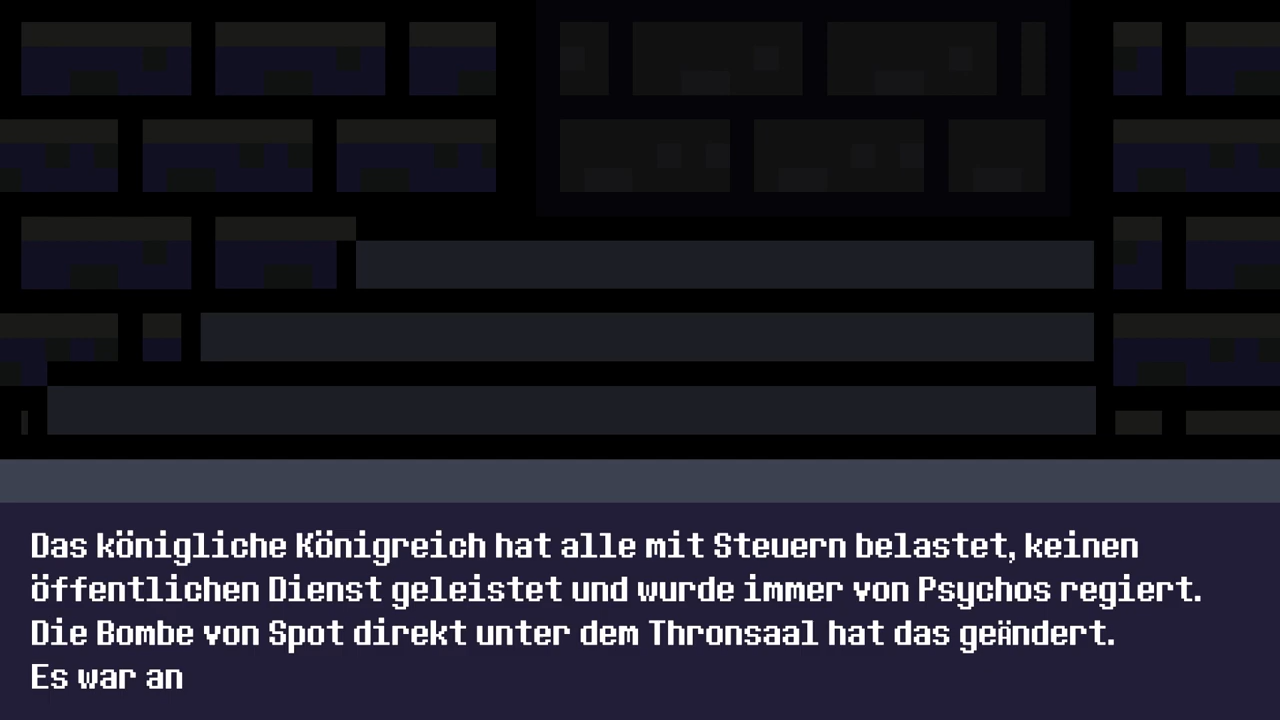 Das königliche Königreich hat alle mit Steuern belastet, keinen
öffentlichen Dienst geleistet und wurde immer von Psychos regiert.
Die Bombe von Spot direkt unter dem Thronsaal hat das geändert.
Es war an